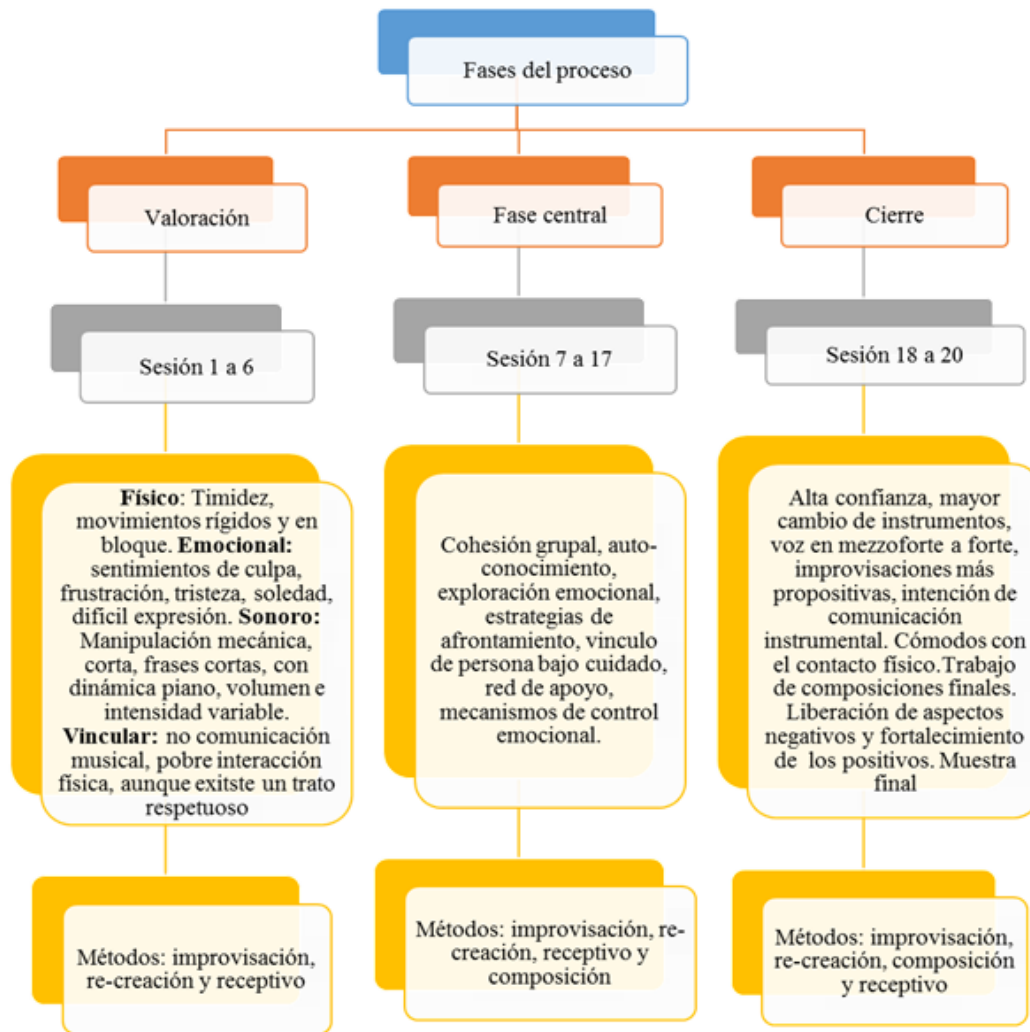 Fases del proceso
Valoración
Fase central
Cierre
Sesión 1 a 6
Sesión 7 a 17
Sesión 18 a 20
Físico: Timidez,
movimientos rígidos y en
bloque. Emocional:
sentimientos de culpa,
frustración, tristeza, soledad,
difícil expresión. Sonoro:
Manipulación mecánica,
corta, frases cortas, con
dinámica piano, volumen e
intensidad variable.
Vincular: no comunicación
musical, pobre interacción
física, aunque exitste un trato
respetuoso
Cohesión grupal, auto-
conocimiento,
exploración emocional,
estrategias de
afrontamiento, vinculo
de persona bajo cuidado,
red de apoyo,
mecanismos de control
emocional.
Alta confianza, mayor
cambio de instrumentos,
voz en mezzoforte a forte,
improvisaciones más
propositivas, intención de
comunicación
instrumental. Cómodos con
el contacto físico.Trabajo
de composiciones finales.
Liberación de aspectos
negativos y fortalecimiento
de los positivos. Muestra
final
Métodos: improvisación,
re-creación y receptivo
Métodos: improvisación, re-
creación, receptivo y
composición
Métodos: improvisación,
re-creación, composición
y receptivo